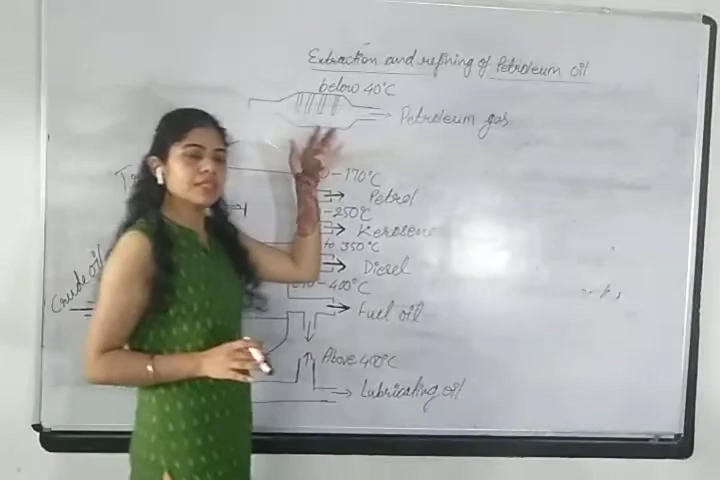 Extraction and refining of Petroleum oil
below 40°C
Petroleum gas
-170°C
Petrol
-250°C
Kerosene
to 350°C
Diesel
-400°C
Crude oil
Fuel oil
Above 400°C
Lubricating oil